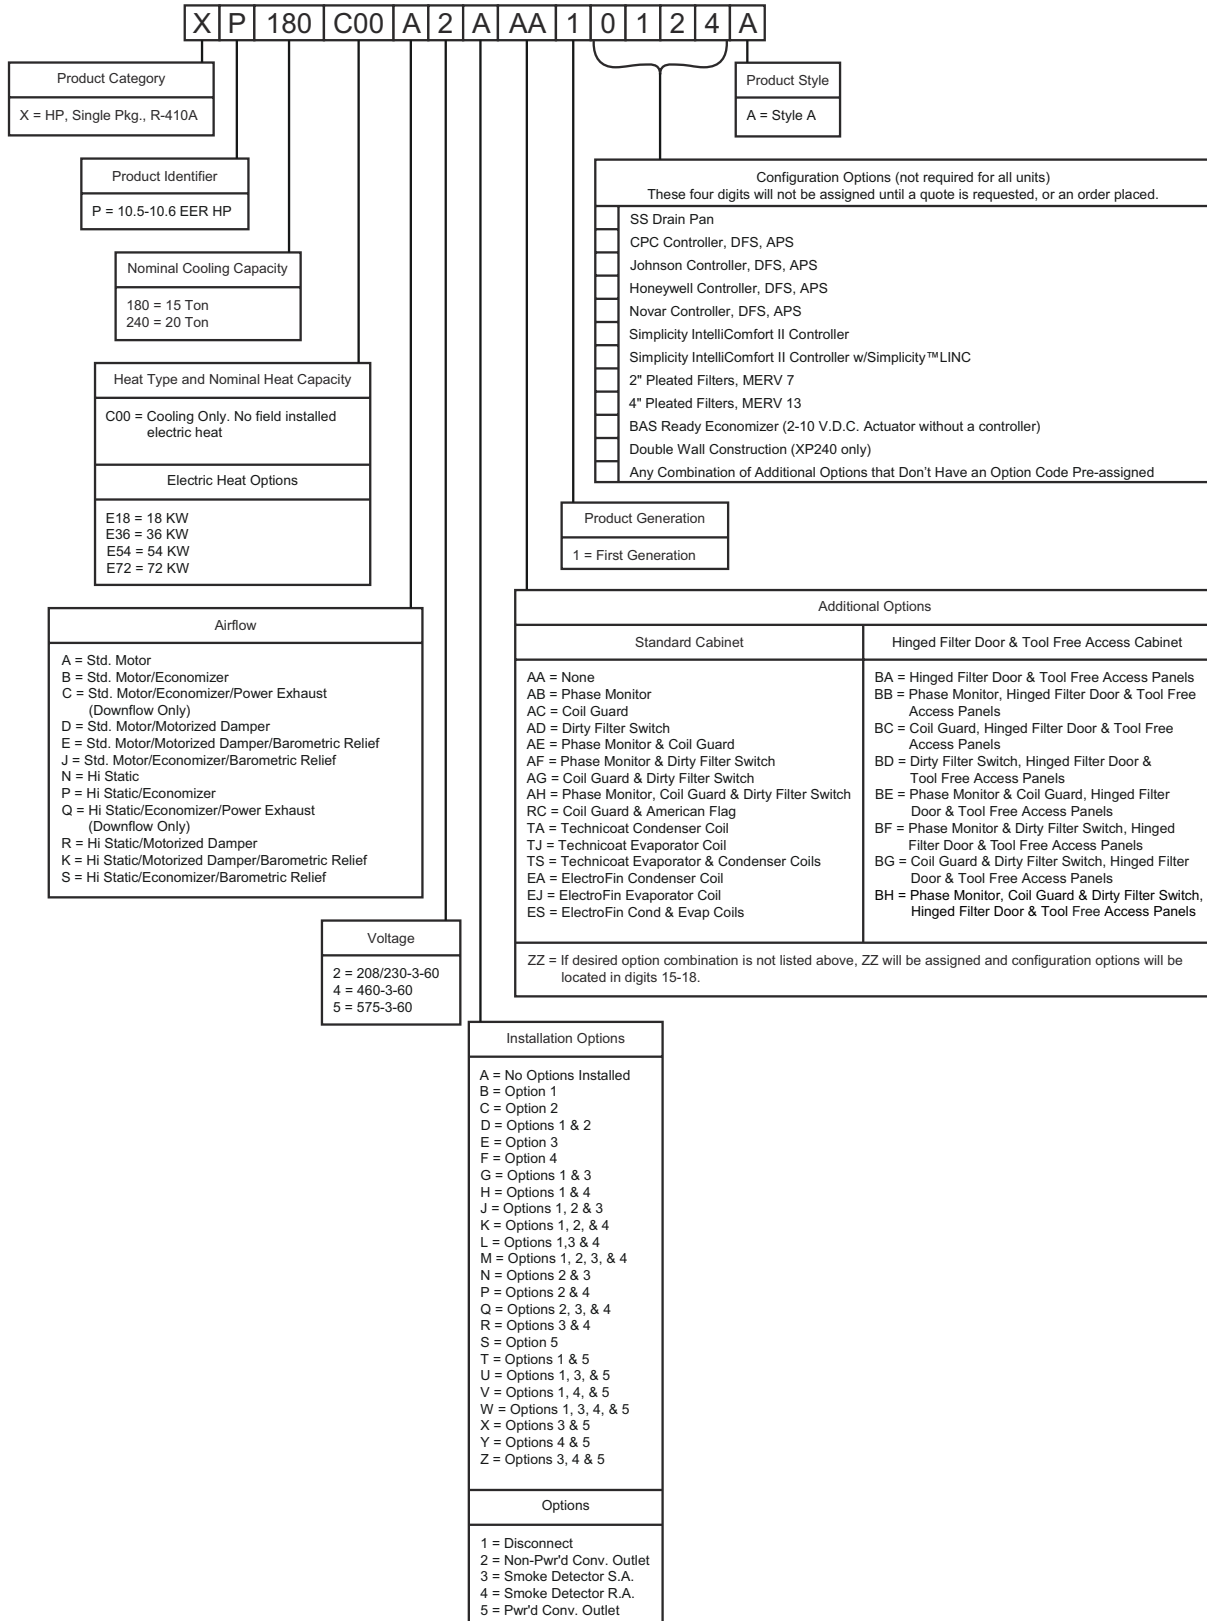 X P 180 C00 A 2 A AA 1 0 1 2 4 A
Product Category
X = HP, Single Pkg., R-410A
Product Identifier
P = 10.5-10.6 EER HP
Nominal Cooling Capacity
180 = 15 Ton
240 = 20 Ton
Heat Type and Nominal Heat Capacity
C00 = Cooling Only. No field installed
electric heat
Electric Heat Options
E18 = 18 KW
E36 = 36 KW
E54 = 54 KW
E72 = 72 KW
Airflow
A = Std. Motor
B = Std. Motor/Economizer
C = Std. Motor/Economizer/Power Exhaust
(Downflow Only)
D = Std. Motor/Motorized Damper
E = Std. Motor/Motorized Damper/Barometric Relief
J = Std. Motor/Economizer/Barometric Relief
N = Hi Static
P = Hi Static/Economizer
Q = Hi Static/Economizer/Power Exhaust
(Downflow Only)
R = Hi Static/Motorized Damper
K = Hi Static/Motorized Damper/Barometric Relief
S = Hi Static/Economizer/Barometric Relief
Voltage
2 = 208/230-3-60
4 = 460-3-60
5 = 575-3-60
Installation Options
A = No Options Installed
B = Option 1
C = Option 2
D = Options 1 & 2
E = Option 3
F = Option 4
G = Options 1 & 3
H = Options 1 & 4
J = Options 1, 2 & 3
K = Options 1, 2, & 4
L = Options 1,3 & 4
M = Options 1, 2, 3, & 4
N = Options 2 & 3
P = Options 2 & 4
Q = Options 2, 3, & 4
R = Options 3 & 4
S = Option 5
T = Options 1 & 5
U = Options 1, 3, & 5
V = Options 1, 4, & 5
W = Options 1, 3, 4, & 5
X = Options 3 & 5
Y = Options 4 & 5
Z = Options 3, 4 & 5
Options
1 = Disconnect
2 = Non-Pwr'd Conv. Outlet
3 = Smoke Detector S.A.
4 = Smoke Detector R.A.
5 = Pwr'd Conv. Outlet
Additional Options
Standard Cabinet
AA = None
AB = Phase Monitor
AC = Coil Guard
AD = Dirty Filter Switch
AE = Phase Monitor & Coil Guard
AF = Phase Monitor & Dirty Filter Switch
AG = Coil Guard & Dirty Filter Switch
AH = Phase Monitor, Coil Guard & Dirty Filter Switch
RC = Coil Guard & American Flag
TA = Technicoat Condenser Coil
TJ = Technicoat Evaporator Coil
TS = Technicoat Evaporator & Condenser Coils
EA = ElectroFin Condenser Coil
EJ = ElectroFin Evaporator Coil
ES = ElectroFin Cond & Evap Coils
Hinged Filter Door & Tool Free Access Cabinet
BA = Hinged Filter Door & Tool Free Access Panels
BB = Phase Monitor, Hinged Filter Door & Tool Free
Access Panels
BC = Coil Guard, Hinged Filter Door & Tool Free
Access Panels
BD = Dirty Filter Switch, Hinged Filter Door &
Tool Free Access Panels
BE = Phase Monitor & Coil Guard, Hinged Filter
Door & Tool Free Access Panels
BF = Phase Monitor & Dirty Filter Switch, Hinged
Filter Door & Tool Free Access Panels
BG = Coil Guard & Dirty Filter Switch, Hinged Filter
Door & Tool Free Access Panels
BH = Phase Monitor, Coil Guard & Dirty Filter Switch,
Hinged Filter Door & Tool Free Access Panels
ZZ = If desired option combination is not listed above, ZZ will be assigned and configuration options will be
located in digits 15-18.
Product Generation
1 = First Generation
Configuration Options (not required for all units)
These four digits will not be assigned until a quote is requested, or an order placed.
SS Drain Pan
CPC Controller, DFS, APS
Johnson Controller, DFS, APS
Honeywell Controller, DFS, APS
Novar Controller, DFS, APS
Simplicity IntelliComfort II Controller
Simplicity IntelliComfort II Controller w/Simplicity™LINC
2" Pleated Filters, MERV 7
4" Pleated Filters, MERV 13
BAS Ready Economizer (2-10 V.D.C. Actuator without a controller)
Double Wall Construction (XP240 only)
Any Combination of Additional Options that Don't Have an Option Code Pre-assigned
Product Style
A = Style A